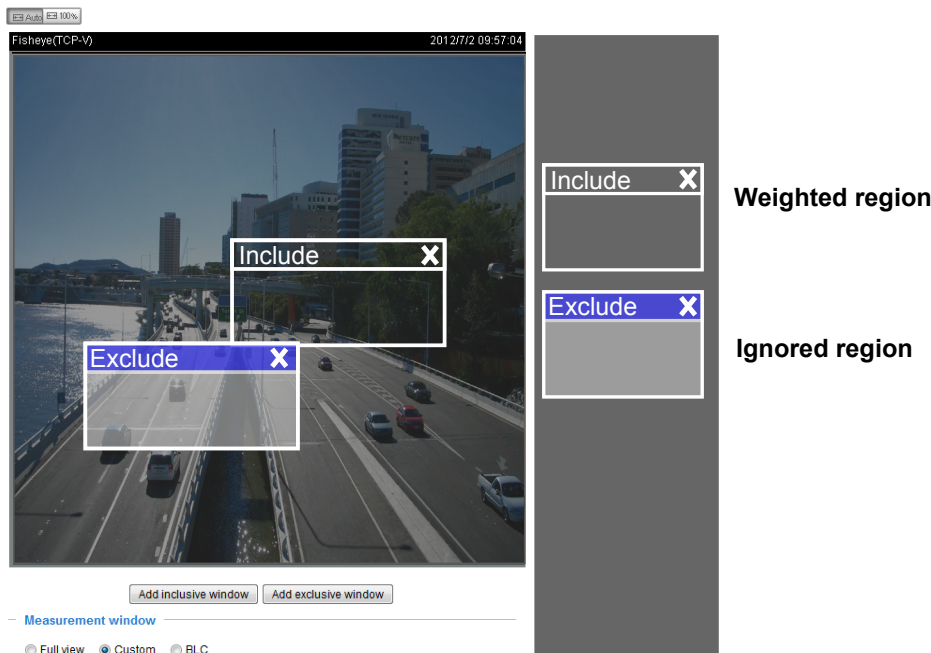 Auto 100%
Fisheye(TCP-V) 2012/7/2 09:57:04
Mercure
Include X
Weighted region
Include X
Exclude X
Ignored region
Exclude X
Add inclusive window Add exclusive window
Measurement window
Full view Custom BLC